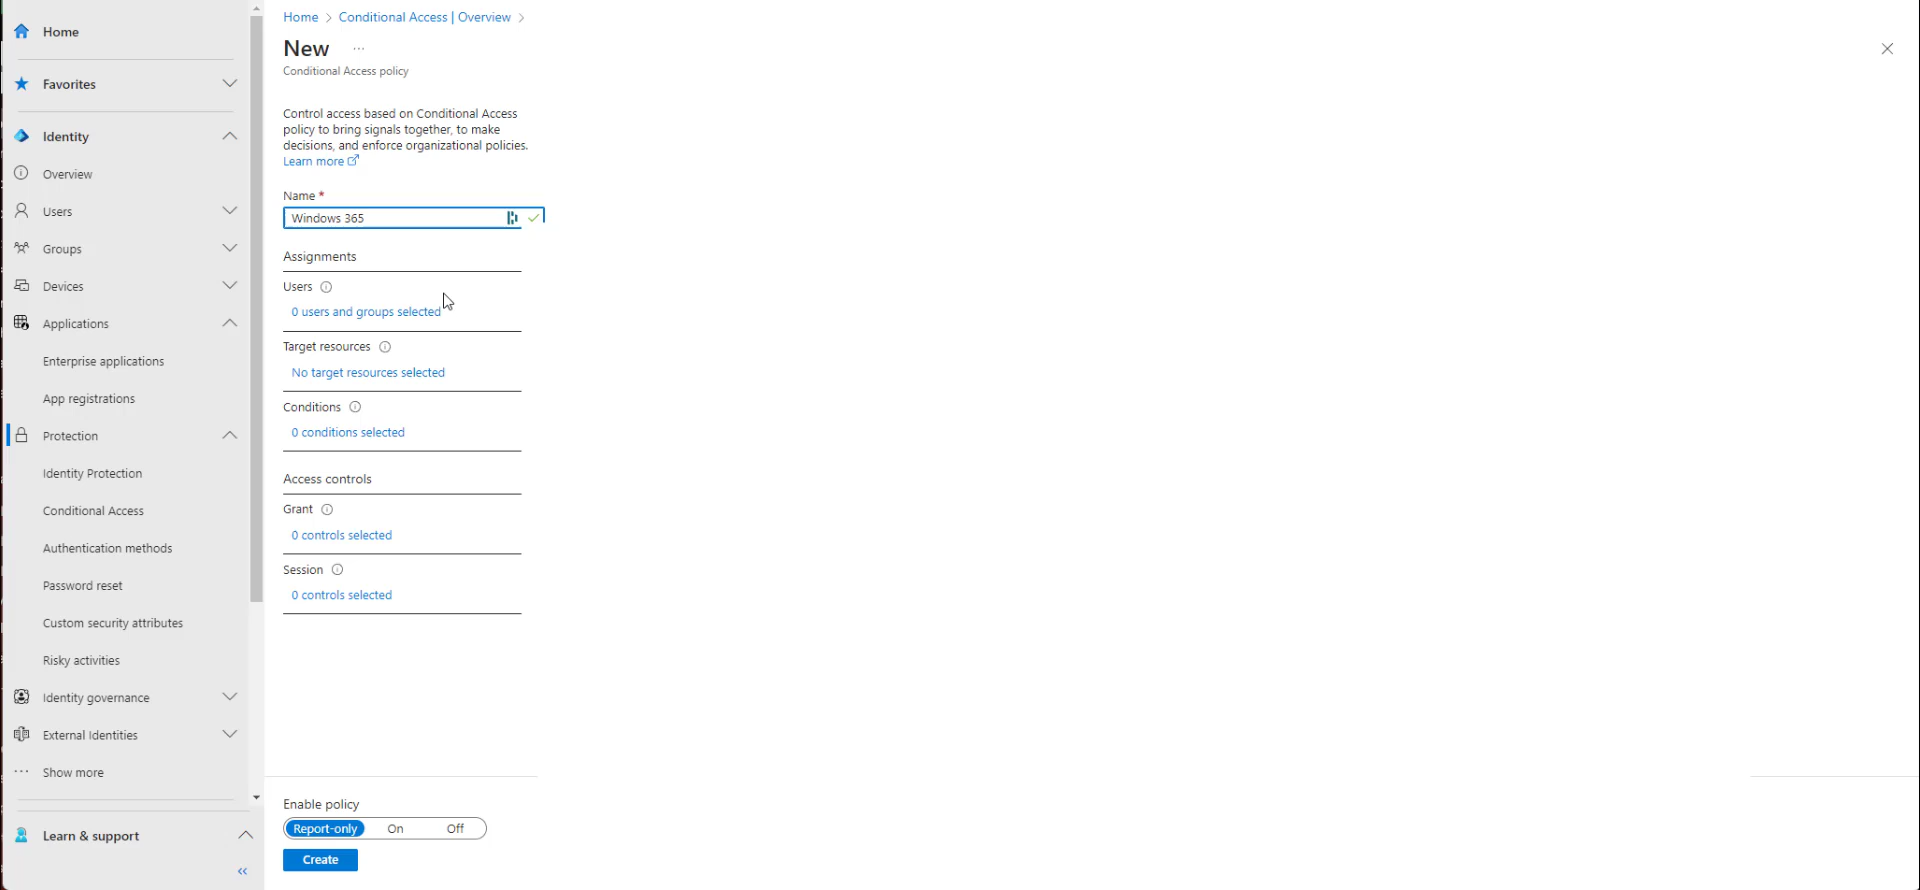 Home
Favorites
Identity
Overview
Users
Groups
Devices
Applications
Enterprise applications
App registrations
Protection
Identity Protection
Conditional Access
Authentication methods
Password reset
Custom security attributes
Risky activities
Identity governance
External Identities
Show more
Learn & support
Home > Conditional Access | Overview >
New
Conditional Access policy
Control access based on Conditional Access
policy to bring signals together, to make
decisions, and enforce organizational policies.
Learn more
Name *
Windows 365
Assignments
Users
0 users and groups selected
Target resources
No target resources selected
Conditions
0 conditions selected
Access controls
Grant
0 controls selected
Session
0 controls selected
Enable policy
Report-only On Off
Create